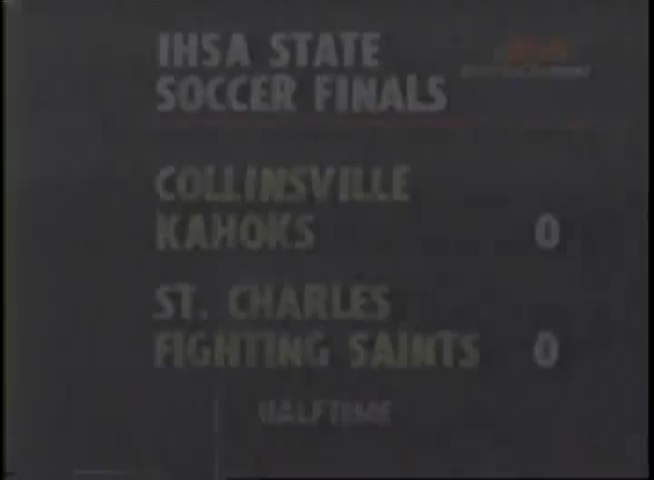 IHSA STATE
SOCCER FINALS
COLLINSVILLE
KAHOKS 0
ST. CHARLES
FIGHTING SAINTS 0
HALFTIME